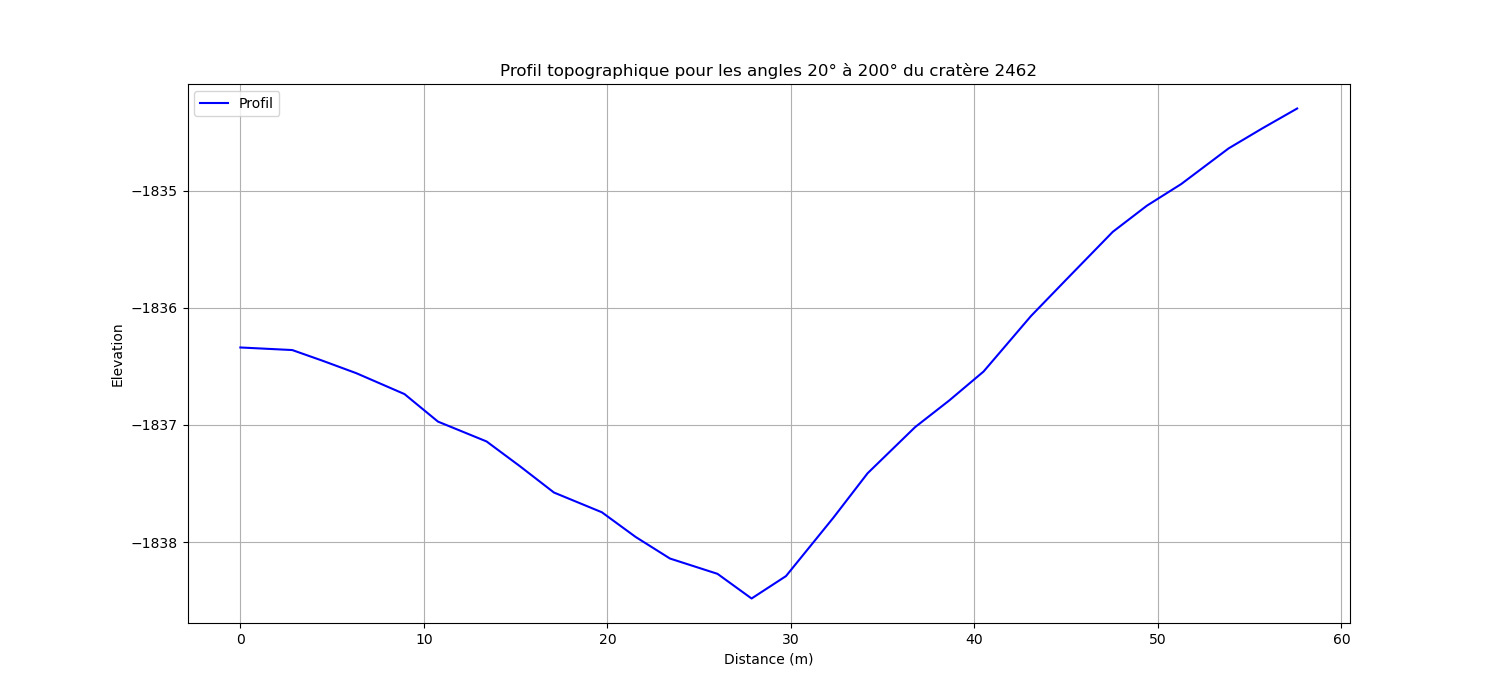 Profil topographique pour les angles 20° à 200° du cratère 2462
Profil
−1835
−1836
−1837
−1838
Elevation
0 10 20 30 40 50 60
Distance (m)